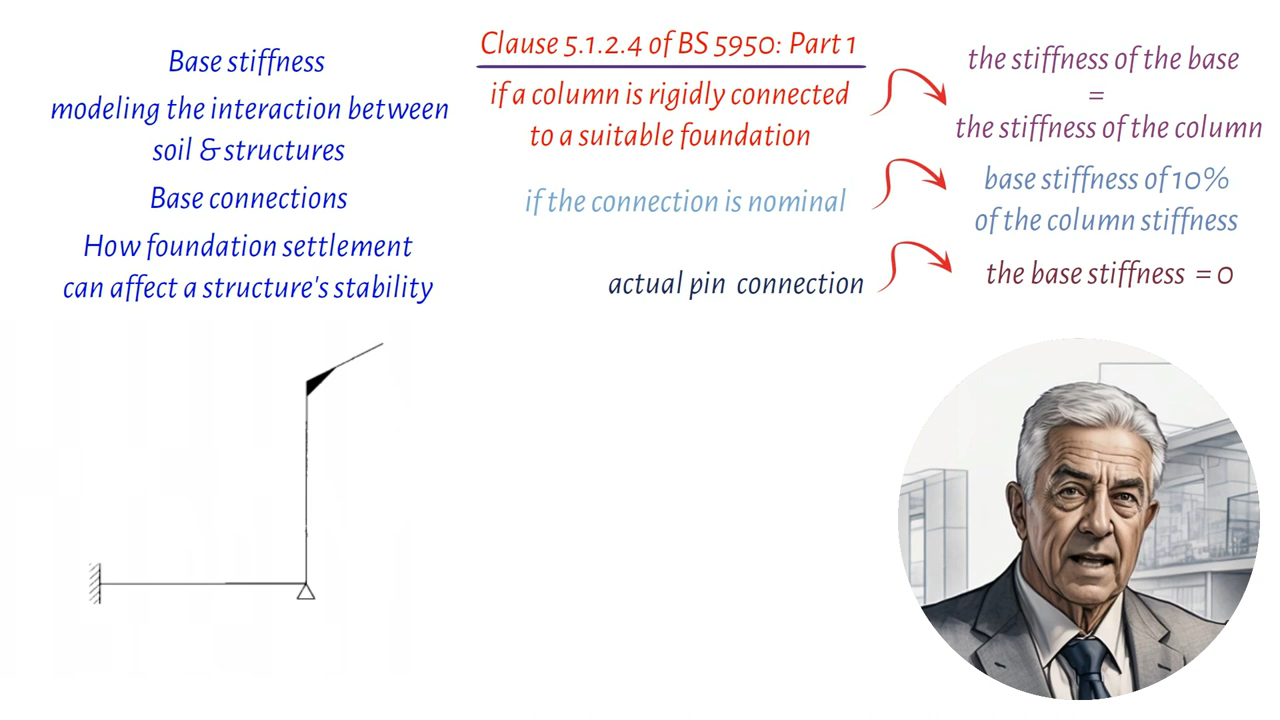 Base stiffness
modeling the interaction between
soil & structures
Base connections
How foundation settlement
can affect a structure's stability
Clause 5.1.2.4 of BS 5950: Part 1
if a column is rigidly connected
to a suitable foundation
the stiffness of the base
=
the stiffness of the column
if the connection is nominal
base stiffness of 10%
of the column stiffness
actual pin connection
the base stiffness = 0